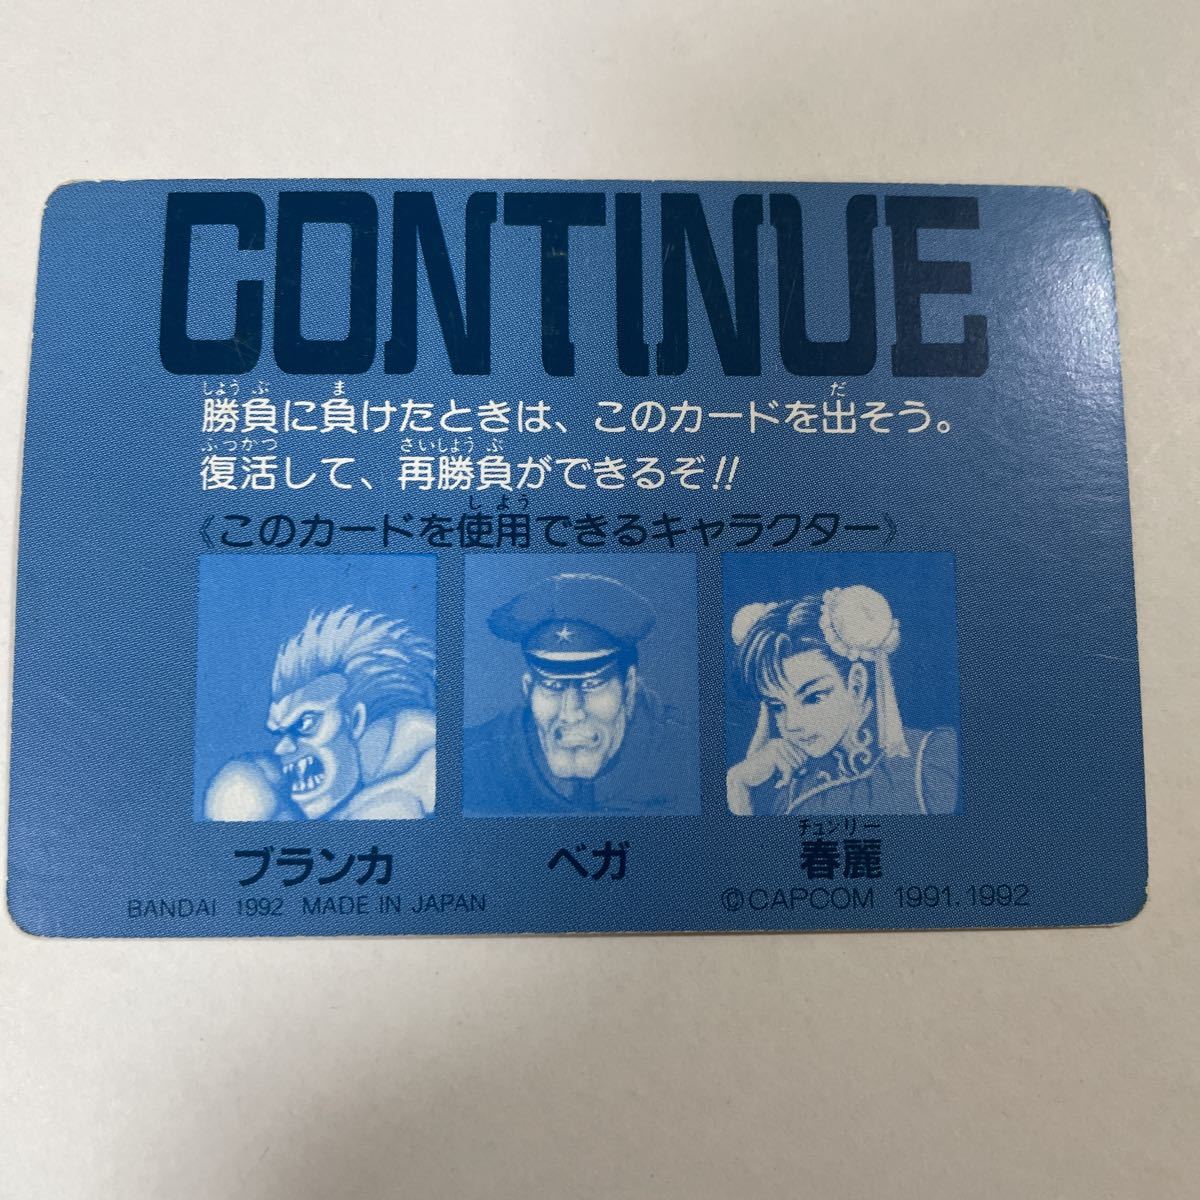 CONTINUE
しょうぶ ま だ
勝負に負けたときは、このカードを出そう。
ふっかつ さいしょうぶ
復活して、再勝負ができるぞ!!
しよう
《このカードを使用できるキャラクター》
ブランカ ベガ 春麗
チュンリー
BANDAI 1992 MADE IN JAPAN ©CAPCOM 1991.1992